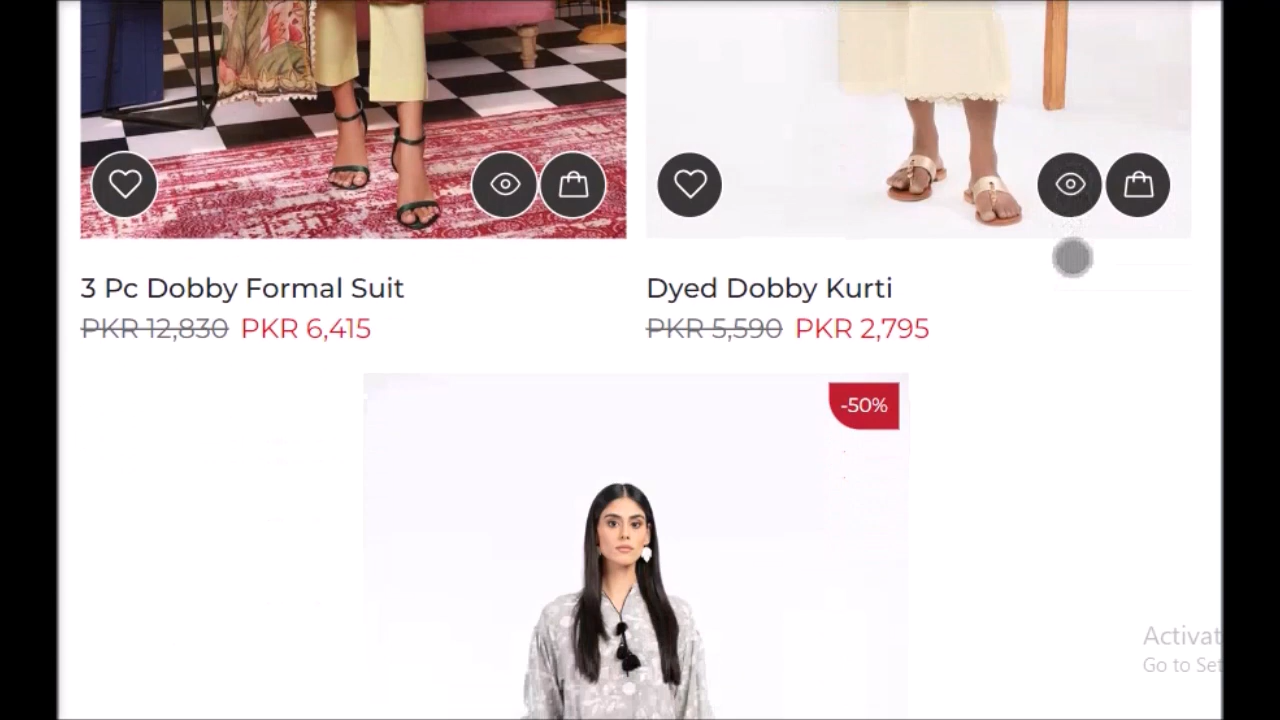 3 Pc Dobby Formal Suit
PKR 12,830 PKR 6,415
Dyed Dobby Kurti
PKR 5,590 PKR 2,795
-50%
Activat
Go to Set